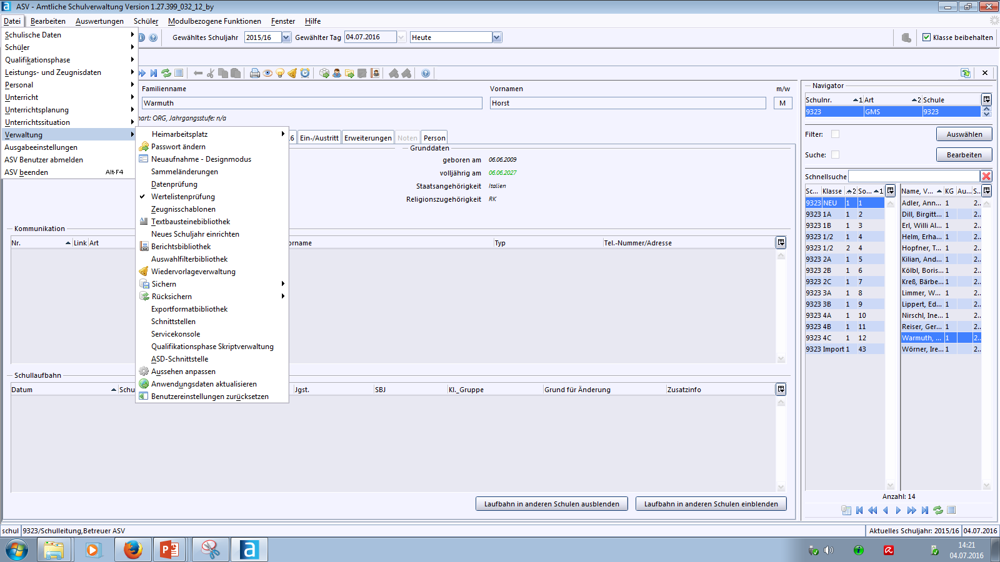 ASV - Amtliche Schulverwaltung Version 1.27.399_032_12_by
Datei Bearbeiten Auswertungen Schüler Modulbezogene Funktionen Fenster Hilfe
Gewähltes Schuljahr 2015/16 Gewählter Tag 04.07.2016 Heute Klasse beibehalten
Schulische Daten
Schüler
Qualifikationsphase
Leistungs- und Zeugnisdaten
Personal
Unterricht
Unterrichtsplanung
Unterrichtssituation
Verwaltung
Ausgabeeinstellungen
ASV Benutzer abmelden
ASV beenden Alt-F4
Heimarbeitsplatz
Passwort ändern
Neuaufnahme - Designmodus
Sammeländerungen
Datenprüfung
Wertelistenprüfung
Zeugnisschablonen
Textbausteinebibliothek
Neues Schuljahr einrichten
Berichtsbibliothek
Auswahlfilterbibliothek
Wiedervorlageverwaltung
Sichern
Rücksichern
Exportformatbibliothek
Schnittstellen
Servicekonsole
Qualifikationsphase Skriptverwaltung
ASD-Schnittstelle
Aussehen anpassen
Anwendungsdaten aktualisieren
Benutzereinstellungen zurücksetzen
Familienname Vornamen m/w
Warmuth Horst M
art: ORG, Jahrgangsstufe: n/a
6 Ein-/Austritt Erweiterungen Noten Person
Grunddaten
geboren am 06.06.2009
volljährig am 06.06.2027
Staatsangehörigkeit Italien
Religionszugehörigkeit RK
Kommunikation
Nr. Link Art orname Typ Tel.-Nummer/Adresse
Schullaufbahn
Datum Schu Jgst. SBJ Kl._Gruppe Grund für Änderung Zusatzinfo
Laufbahn in anderen Schulen ausblenden Laufbahn in anderen Schulen einblenden
Navigator
Schulnr. 1 Art 2 Schule
9323 GMS 9323
Filter: Auswählen
Suche: Bearbeiten
Schnellsuche
Sc... Klasse 2 So... 1
9323 NEU 1 1
9323 1A 1 2
9323 1B 1 3
9323 1/2 1 4
9323 1/2 2 4
9323 2A 1 5
9323 2B 1 6
9323 2C 1 7
9323 3A 1 8
9323 3B 1 9
9323 4A 1 10
9323 4B 1 11
9323 4C 1 12
9323 Import 1 43
Name, V... KG Au... S..
Adler, Ann... 1 2..
Dill, Birgitt... 1 2..
Erl, Willi Al... 1 2..
Helm, Erha... 1 2..
Hopfner, T... 1 2..
Kilian, And... 1 2..
Kölbl, Boris... 1 2..
Kreß, Bärbe... 1 2..
Limmer, W... 1 2..
Lippert, Ed... 1 2..
Nirschl, Ine... 1 2..
Reiser, Ger... 1 2..
Warmuth, ... 1 2..
Wörner, Ire... 1 2..
Anzahl: 14
schul 9323/Schulleitung,Betreuer ASV Aktuelles Schuljahr: 2015/16 04.07.2016
14:21
04.07.2016